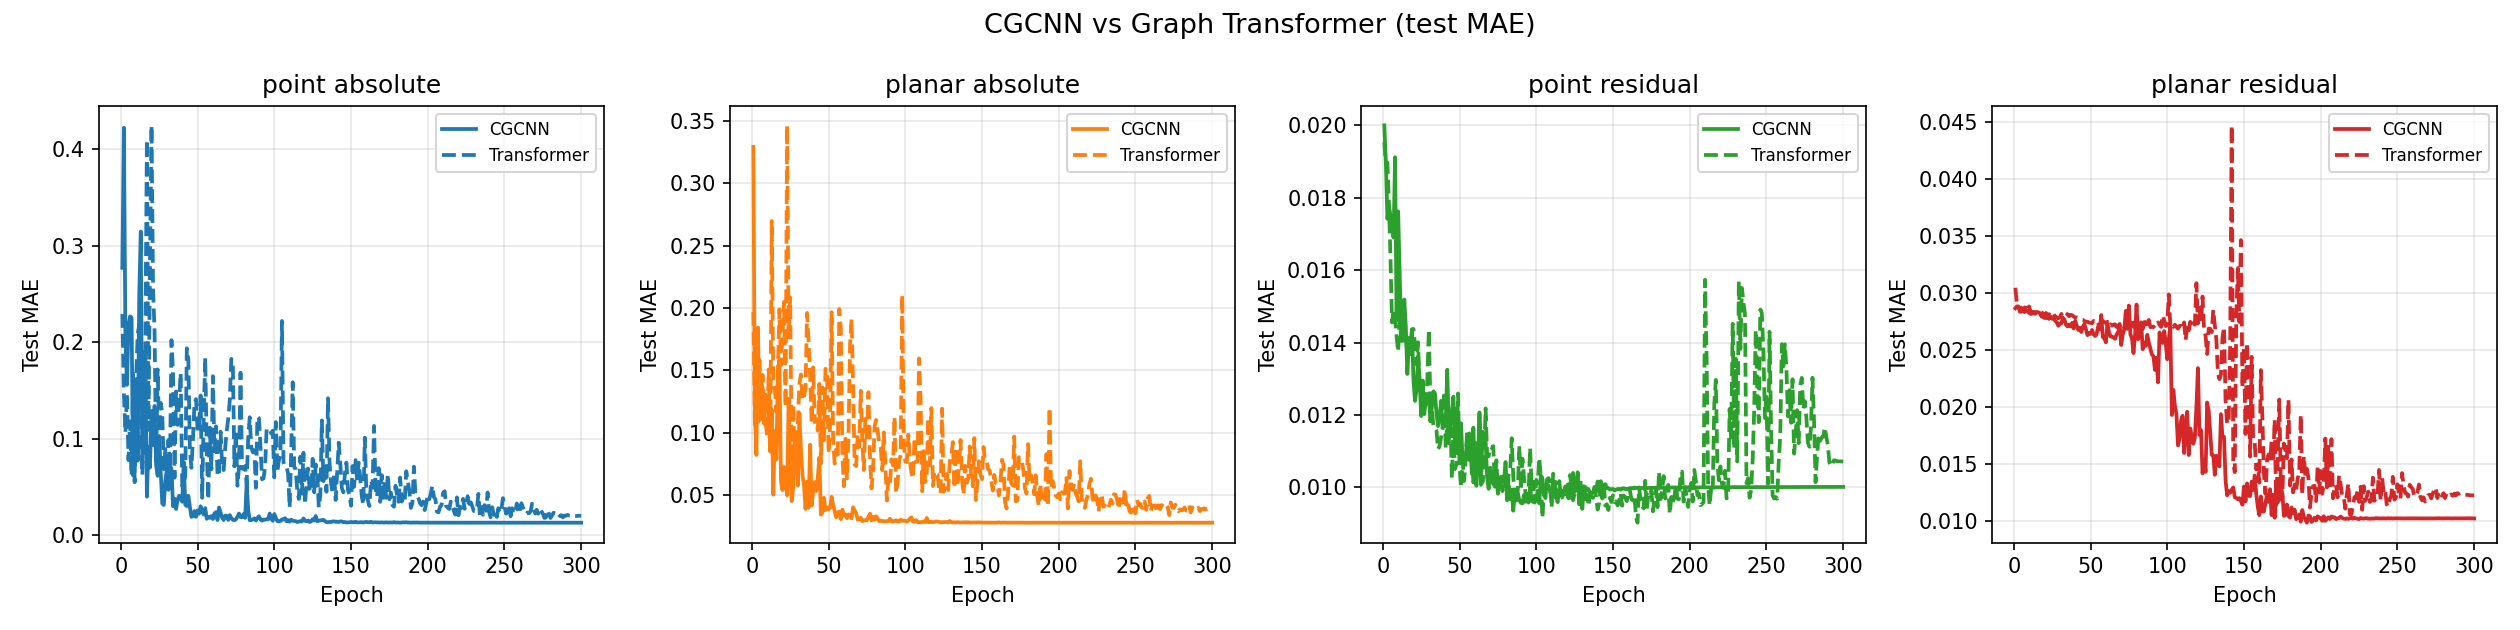 CGCNN vs Graph Transformer (test MAE)
point absolute
Test MAE
0.4
0.3
0.2
0.1
0.0
CGCNN
Transformer
0 50 100 150 200 250 300
Epoch
planar absolute
Test MAE
0.35
0.30
0.25
0.20
0.15
0.10
0.05
CGCNN
Transformer
0 50 100 150 200 250 300
Epoch
point residual
Test MAE
0.020
0.018
0.016
0.014
0.012
0.010
CGCNN
Transformer
0 50 100 150 200 250 300
Epoch
planar residual
Test MAE
0.045
0.040
0.035
0.030
0.025
0.020
0.015
0.010
CGCNN
Transformer
0 50 100 150 200 250 300
Epoch